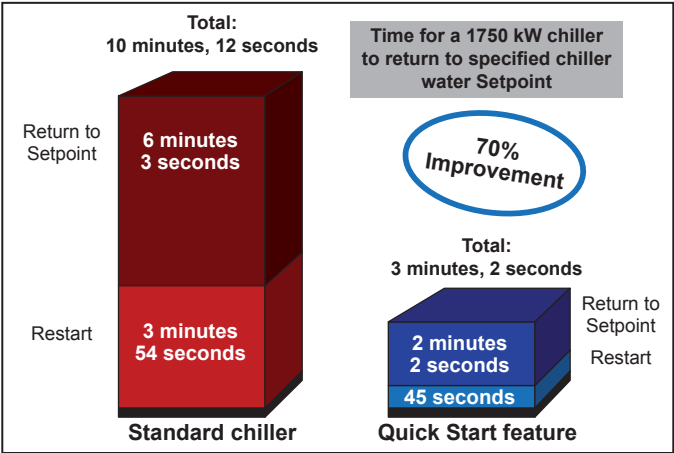 Total:
10 minutes, 12 seconds
Time for a 1750 kW chiller
to return to specified chiller
water Setpoint
Return to
Setpoint
6 minutes
3 seconds
70%
Improvement
Total:
3 minutes, 2 seconds
Restart
3 minutes
54 seconds
Return to
Setpoint
2 minutes
2 seconds
Restart
45 seconds
Standard chiller
Quick Start feature